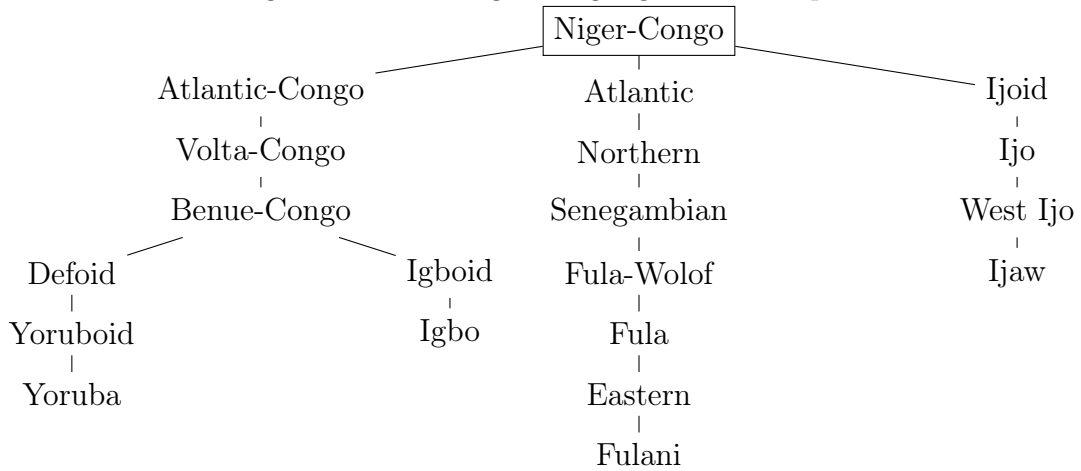 Niger-Congo
Atlantic-Congo Atlantic Ijoid
Volta-Congo Northern Ijo
Benue-Congo Senegambian West Ijo
Defoid Igboid Fula-Wolof Ijaw
Yoruboid Igbo Fula
Yoruba Eastern
Fulani